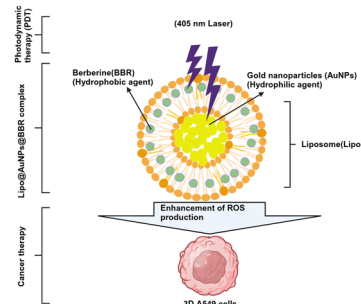 Photodynamic
therapy (PDT)
(405 nm Laser)
Berberine(BBR)
(Hydrophobic agent)
Gold nanoparticles (AuNPs)
(Hydrophilic agent)
Lipo@AuNPs@BBR complex
Liposome(Lipo
Enhancement of ROS
production
Cancer therapy
3D A549 cells